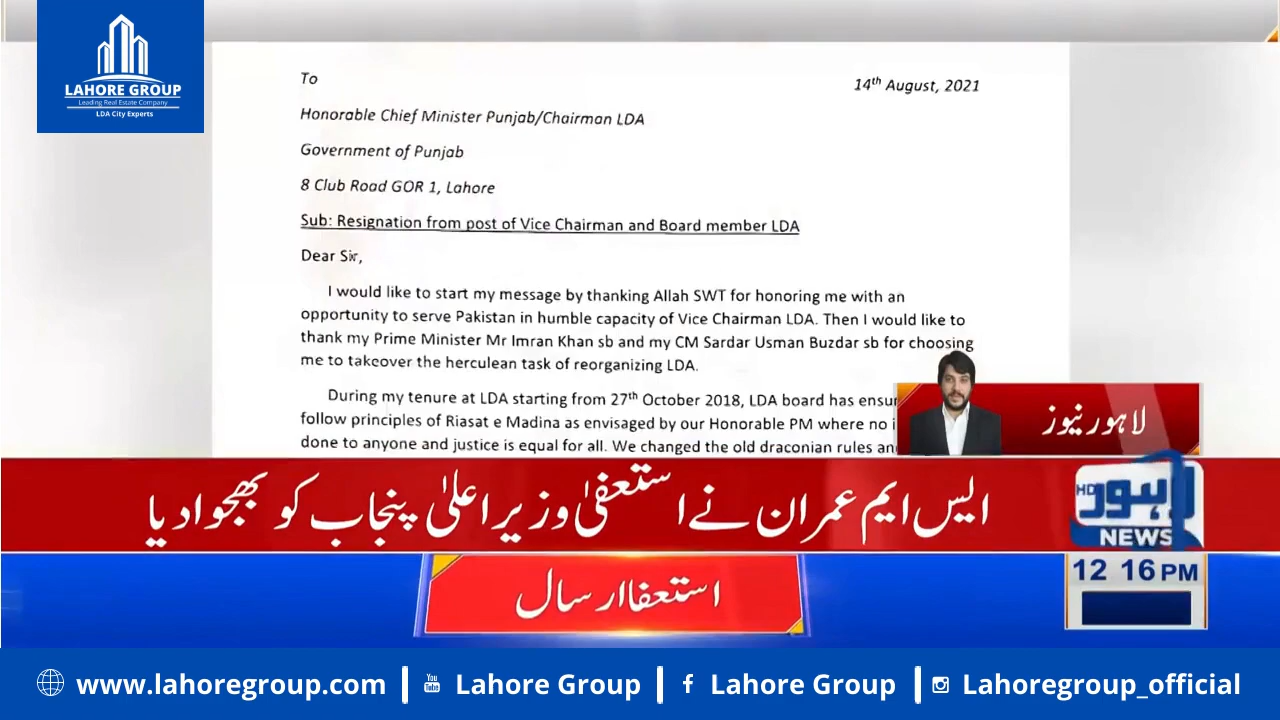 LAHORE GROUP
Leading Real Estate Company
LDA City Experts
To
14th August, 2021
Honorable Chief Minister Punjab/Chairman LDA
Government of Punjab
8 Club Road GOR 1, Lahore
Sub: Resignation from post of Vice Chairman and Board member LDA
Dear Sir,
I would like to start my message by thanking Allah SWT for honoring me with an
opportunity to serve Pakistan in humble capacity of Vice Chairman LDA. Then I would like to
thank my Prime Minister Mr Imran Khan sb and my CM Sardar Usman Buzdar sb for choosing
me to takeover the herculean task of reorganizing LDA.
During my tenure at LDA starting from 27th October 2018, LDA board has
follow principles of Riasat e Madina as envisaged by our Honorable PM where no
done to anyone and justice is equal for all. We changed the old draconian rules
لاہور نیوز
ایس ایم عمران نے استعفیٰ وزیر اعلیٰ پنجاب کو بھجوا دیا
HD لاہور
NEWS
استعفا ارسال
12 16 PM
www.lahoregroup.com | You Tube Lahore Group | f Lahore Group | Lahoregroup_official